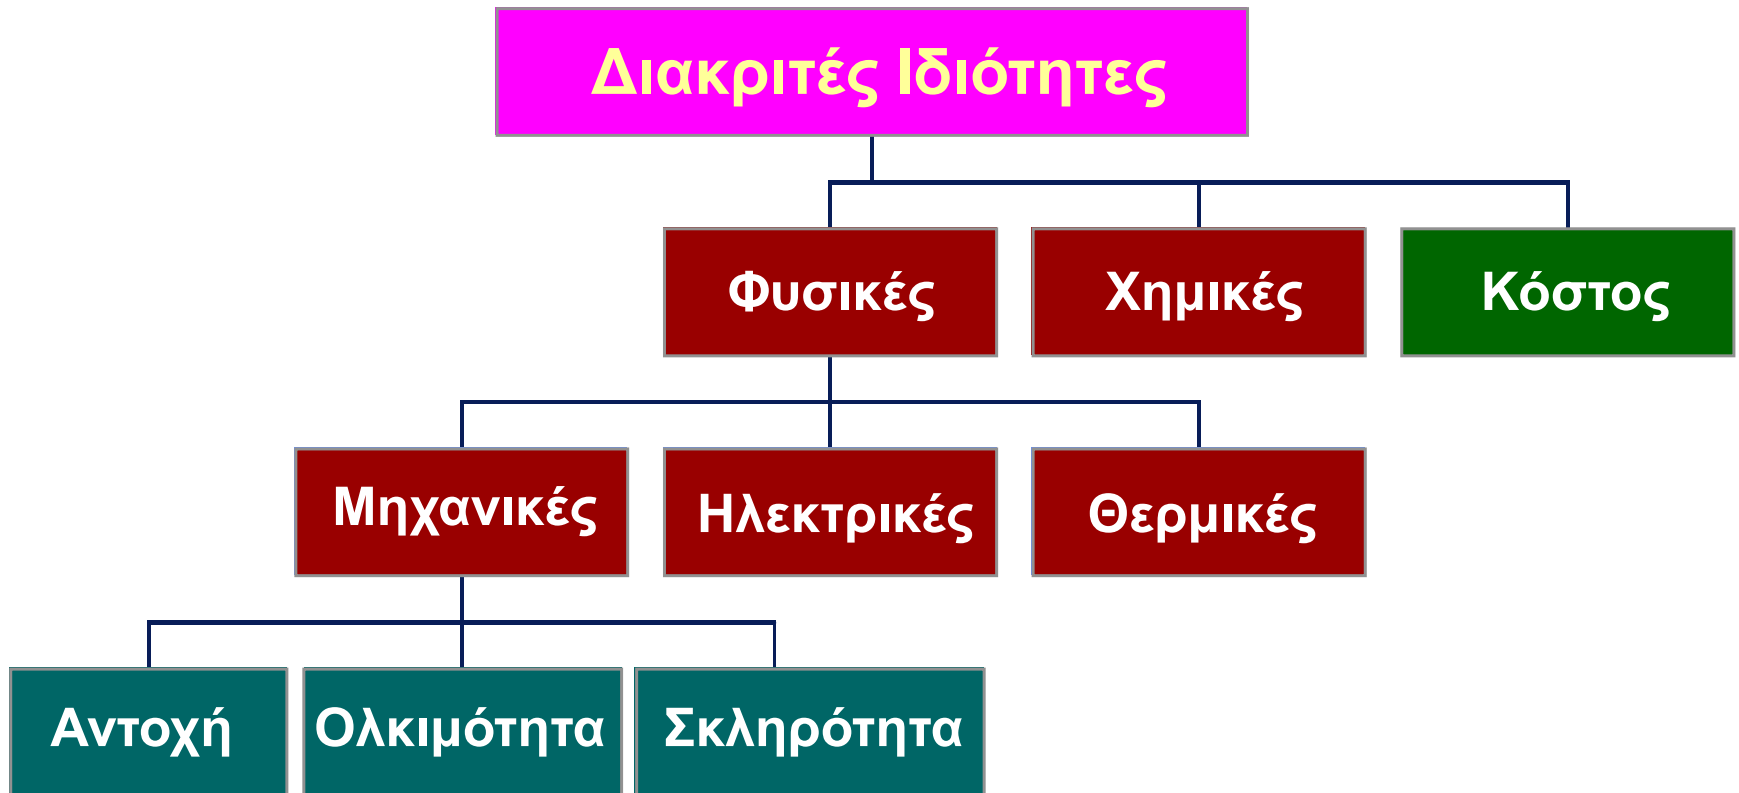 Διακριτές Ιδιότητες
Φυσικές
Χημικές
Κόστος
Μηχανικές
Ηλεκτρικές
Θερμικές
Αντοχή
Ολκιμότητα
Σκληρότητα